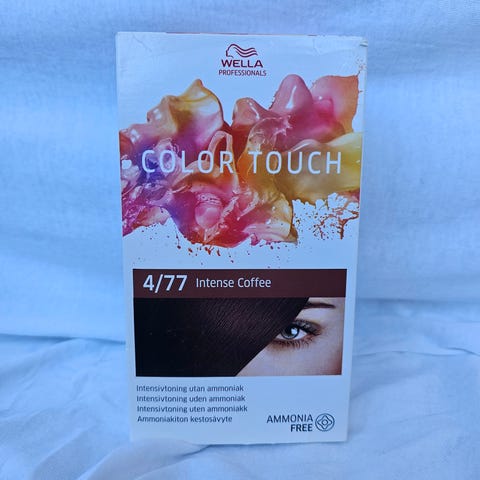 WELLA
PROFESSIONALS
COLOR TOUCH
4/77 Intense Coffee
Intensivtoning utan ammoniak
Intensivtoning uden ammoniak
Intensivtoning uten ammoniakk
Ammoniakiton kestosävyte
AMMONIA
FREE